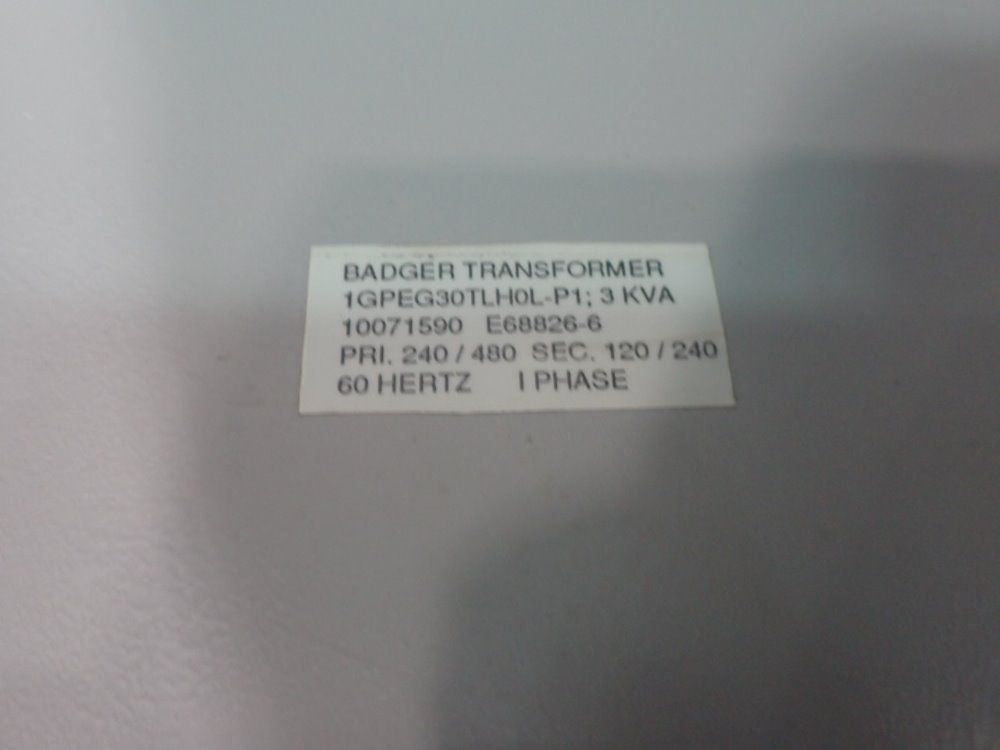 BADGER TRANSFORMER
1GPEG30TLH0L-P1; 3 KVA
10071590 E68826-6
PRI. 240 / 480 SEC. 120 / 240
60 HERTZ I PHASE